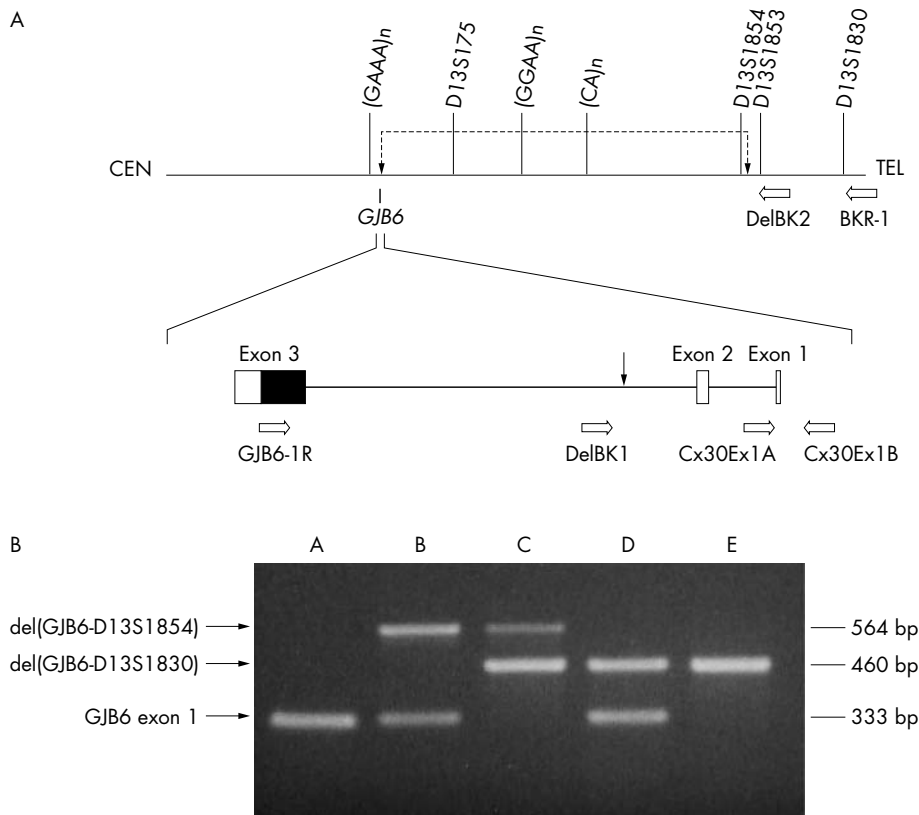 A
(GAAA)n
D13S175
(GGAA)n
(CA)n
D13S1854
D13S1853
D13S1830
CEN
TEL
GJB6
DelBK2
BKR-1
Exon 3
Exon 2
Exon 1
GJB6-1R
DelBK1
Cx30Ex1A
Cx30Ex1B
B
A B C D E
del(GJB6-D13S1854) 564 bp
del(GJB6-D13S1830) 460 bp
GJB6 exon 1 333 bp